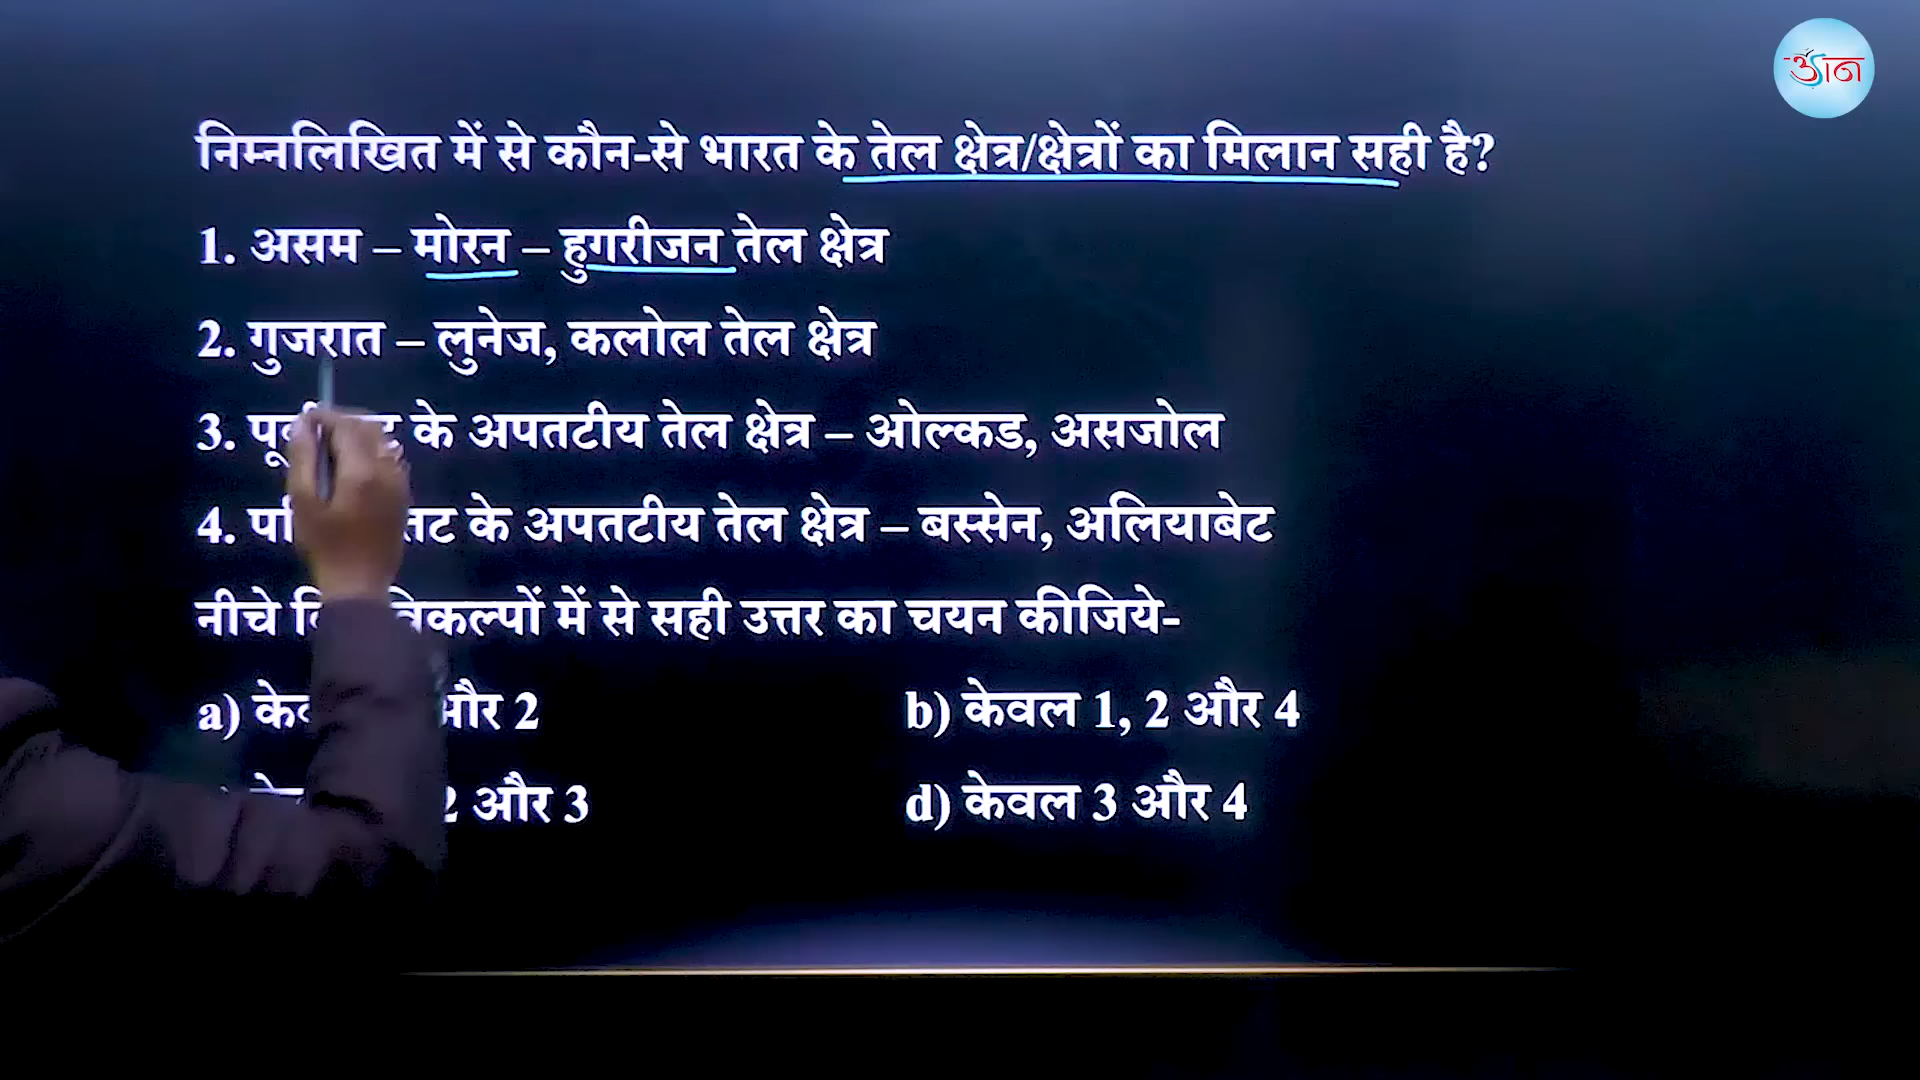 ज्ञान
निम्नलिखित में से कौन-से भारत के तेल क्षेत्र/क्षेत्रों का मिलान सही है?
1. असम – मोरन – हुगरीजन तेल क्षेत्र
2. गुजरात – लुनेज, कलोल तेल क्षेत्र
3. के अपतटीय तेल क्षेत्र – ओल्कड, असजोल
4. तट के अपतटीय तेल क्षेत्र – बस्सेन, अलियाबेट
नीचे विकल्पों में से सही उत्तर का चयन कीजिये-
a) और 2 b) केवल 1, 2 और 4
2 और 3 d) केवल 3 और 4